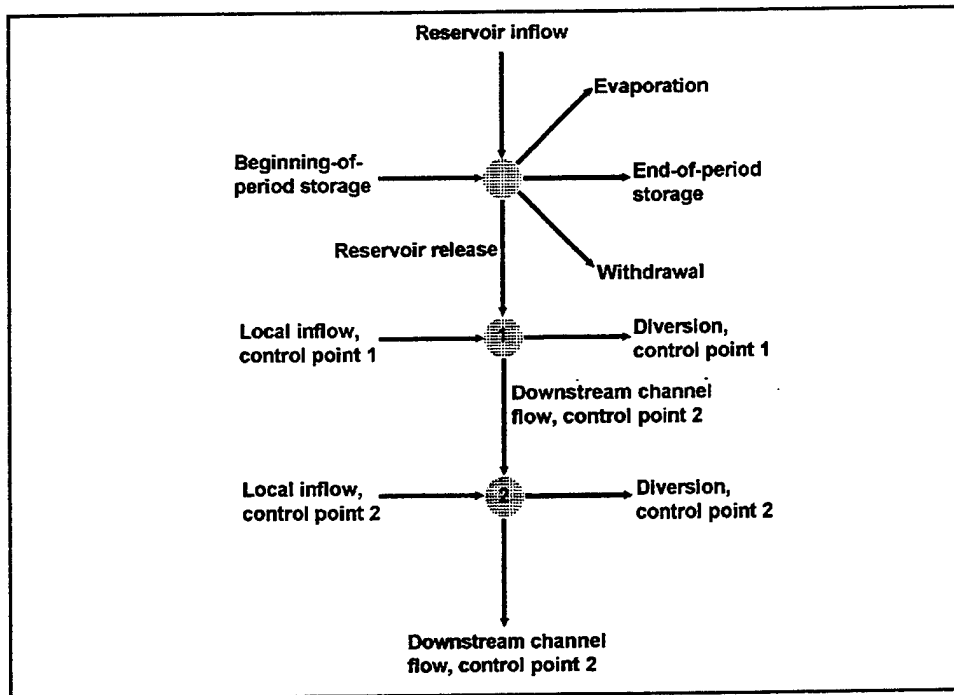 Reservoir inflow
Evaporation
Beginning-of-
period storage
End-of-period
storage
Reservoir release
Withdrawal
Local inflow,
control point 1
1
Diversion,
control point 1
Downstream channel
flow, control point 2
Local inflow,
control point 2
2
Diversion,
control point 2
Downstream channel
flow, control point 2